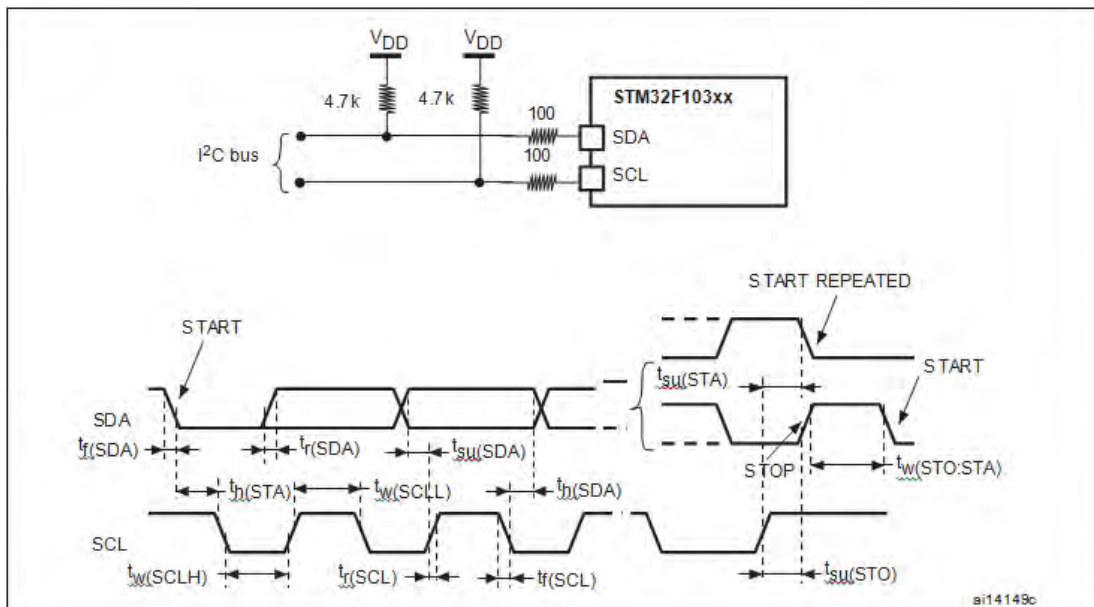 VDD VDD
4.7k 4.7k
STM32F103xx
100
SDA
I²C bus
100
SCL
START REPEATED
START
tsu(STA)
START
SDA
tf(SDA)
tr(SDA)
tsu(SDA)
STOP
tw(STO:STA)
th(STA)
tw(SCLL)
th(SDA)
SCL
tw(SCLH)
tr(SCL)
tf(SCL)
tsu(STO)
ai14149c